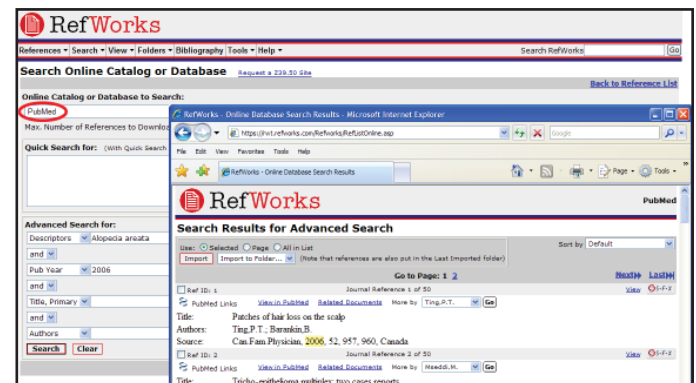 RefWorks
References Search View Folders Bibliography Tools Help Search RefWorks Go
Search Online Catalog or Database Request a Z39.50 Site
Back to Reference List
Online Catalog or Database to Search:
PubMed
Max. Number of References to Downloa
Quick Search for: (With Quick Search
Advanced Search for:
Descriptors Alopecia areata
and
Pub Year 2006
and
Title, Primary
and
Authors
Search Clear
RefWorks - Online Database Search Results - Microsoft Internet Explorer
Google
File Edit View Favorites Tools Help
RefWorks - Online Database Search Results Page Tools
RefWorks PubMed
Search Results for Advanced Search
Use: Selected Page All in List Sort by Default
Import Import to Folder... (Note that references are also put in the Last Imported folder)
Go to Page: 1 2 Next Last
Ref ID: 1 Journal Reference 1 of 50 View S-F-X
PubMed Links View in PubMed Related Documents More by Ting,P.T. Go
Title: Patches of hair loss on the scalp
Authors: Ting,P.T.; Barankin,B.
Source: Can.Fam.Physician, 2006, 52, 957, 960, Canada
Ref ID: 2 Journal Reference 2 of 50 View S-F-X
PubMed Links View in PubMed Related Documents More by Go
Title: Tricho-epithelioma multiplex: two cases reports